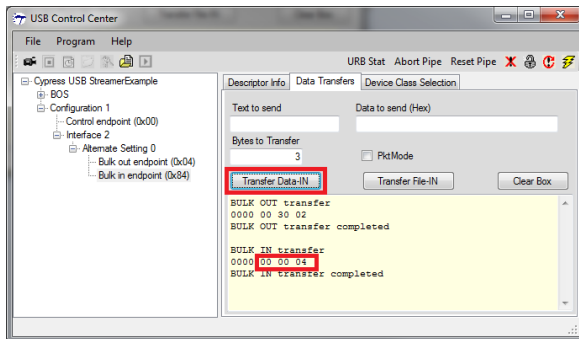 USB Control Center
File Program Help
URB Stat Abort Pipe Reset Pipe
Cypress USB StreamerExample
BOS
Configuration 1
Control endpoint (0x00)
Interface 2
Alternate Setting 0
Bulk out endpoint (0x04)
Bulk in endpoint (0x84)
Descriptor Info Data Transfers Device Class Selection
Text to send Data to send (Hex)
Bytes to Transfer
3 PktMode
Transfer Data-IN Transfer File-IN Clear Box
BULK OUT transfer
0000 00 30 02
BULK OUT transfer completed
BULK IN transfer
0000 00 00 04
BULK IN transfer completed